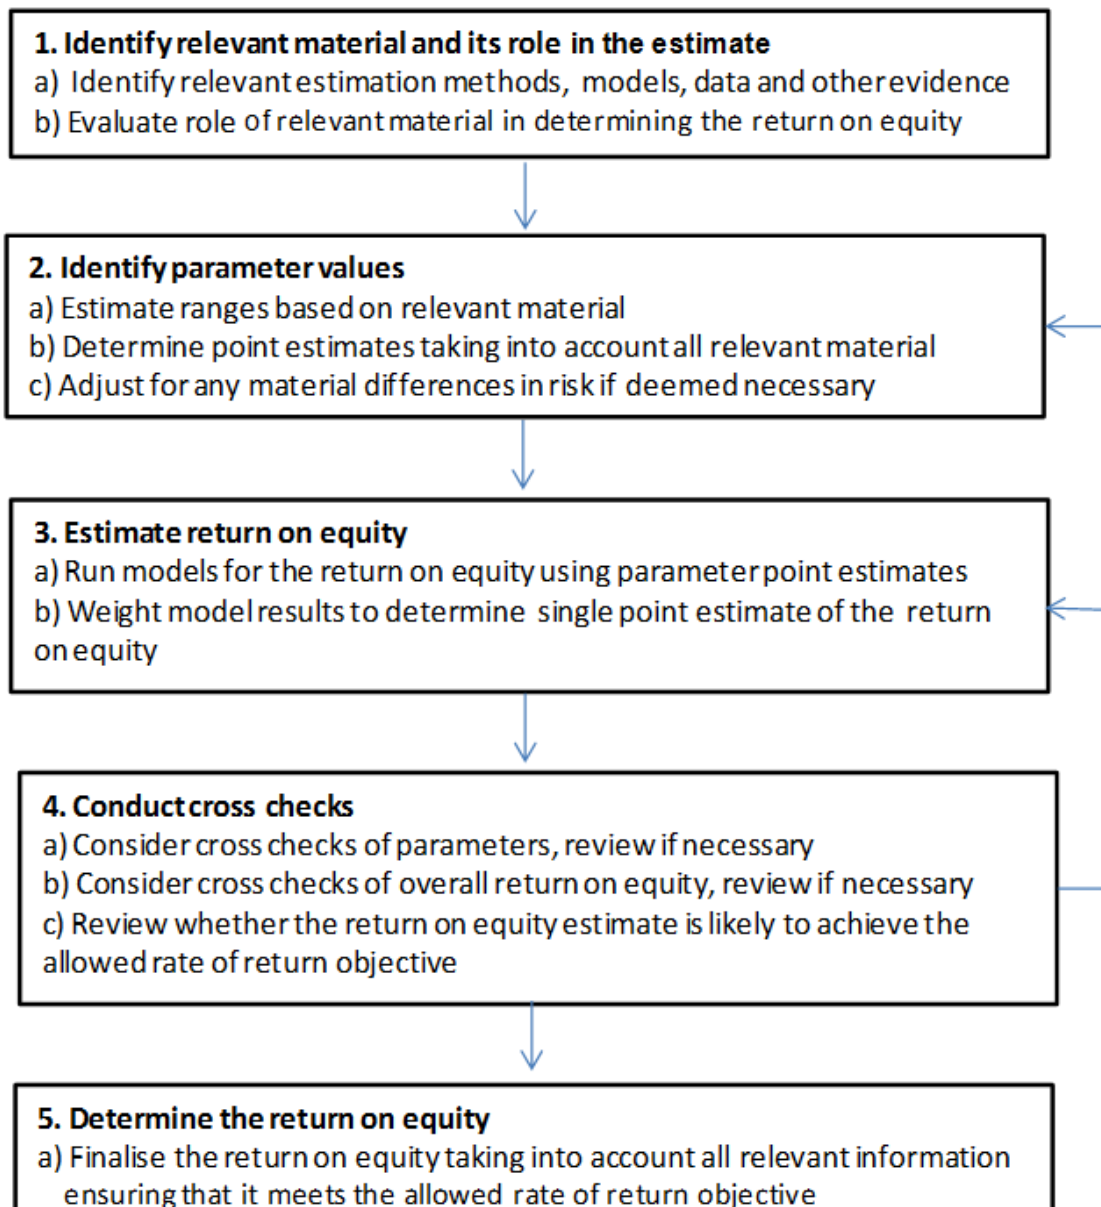 1. Identify relevant material and its role in the estimate
a) Identify relevant estimation methods, models, data and other evidence
b) Evaluate role of relevant material in determining the return on equity
2. Identify parameter values
a) Estimate ranges based on relevant material
b) Determine point estimates taking into account all relevant material
c) Adjust for any material differences in risk if deemed necessary
3. Estimate return on equity
a) Run models for the return on equity using parameter point estimates
b) Weight model results to determine single point estimate of the return
on equity
4. Conduct cross checks
a) Consider cross checks of parameters, review if necessary
b) Consider cross checks of overall return on equity, review if necessary
c) Review whether the return on equity estimate is likely to achieve the
allowed rate of return objective
5. Determine the return on equity
a) Finalise the return on equity taking into account all relevant information
ensuring that it meets the allowed rate of return objective